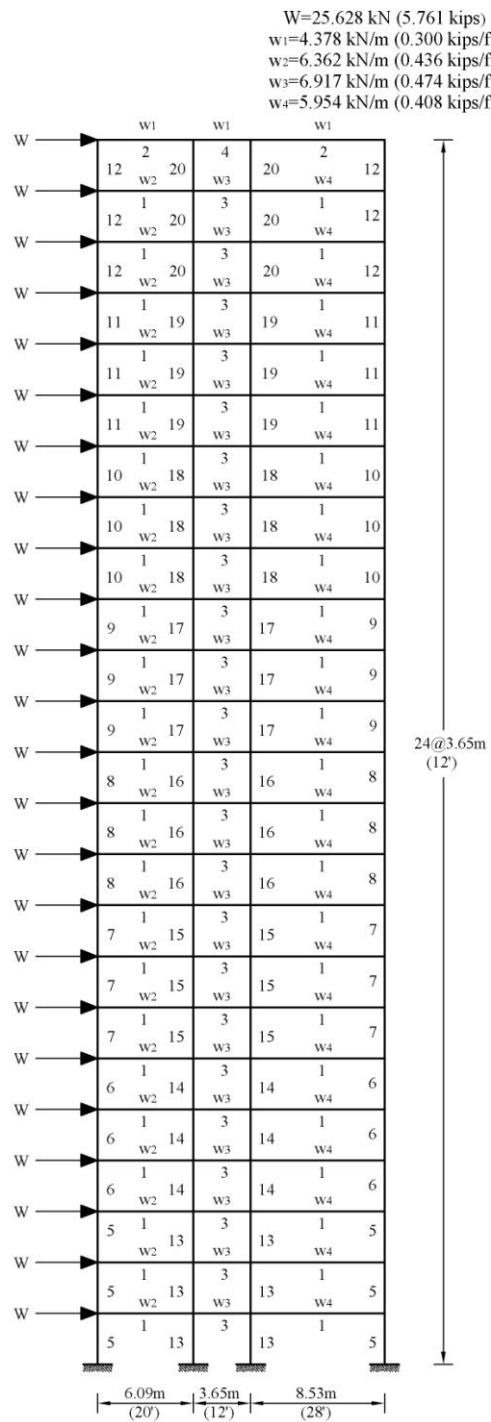 W=25.628 kN (5.761 kips)
w1=4.378 kN/m (0.300 kips/f
w2=6.362 kN/m (0.436 kips/f
w3=6.917 kN/m (0.474 kips/f
w4=5.954 kN/m (0.408 kips/f
w1 w1 w1
W
2 4 2
12 20 20 12
w2 w3 w4
W
1 3 1
12 20 20 12
w2 w3 w4
W
1 3 1
12 20 20 12
w2 w3 w4
W
1 3 1
11 19 19 11
w2 w3 w4
W
1 3 1
11 19 19 11
w2 w3 w4
W
1 3 1
11 19 19 11
w2 w3 w4
W
1 3 1
10 18 18 10
w2 w3 w4
W
1 3 1
10 18 18 10
w2 w3 w4
W
1 3 1
10 18 18 10
w2 w3 w4
W
1 3 1
9 17 17 9
w2 w3 w4
W
1 3 1
9 17 17 9
w2 w3 w4
W
1 3 1
9 17 17 9
w2 w3 w4
24@3.65m
(12')
W
1 3 1
8 16 16 8
w2 w3 w4
W
1 3 1
8 16 16 8
w2 w3 w4
W
1 3 1
8 16 16 8
w2 w3 w4
W
1 3 1
7 15 15 7
w2 w3 w4
W
1 3 1
7 15 15 7
w2 w3 w4
W
1 3 1
7 15 15 7
w2 w3 w4
W
1 3 1
6 14 14 6
w2 w3 w4
W
1 3 1
6 14 14 6
w2 w3 w4
W
1 3 1
6 14 14 6
w2 w3 w4
W
1 3 1
5 13 13 5
w2 w3 w4
W
1 3 1
5 13 13 5
w2 w3 w4
W
1 3 1
5 13 13 5
6.09m 3.65m 8.53m
(20') (12') (28')